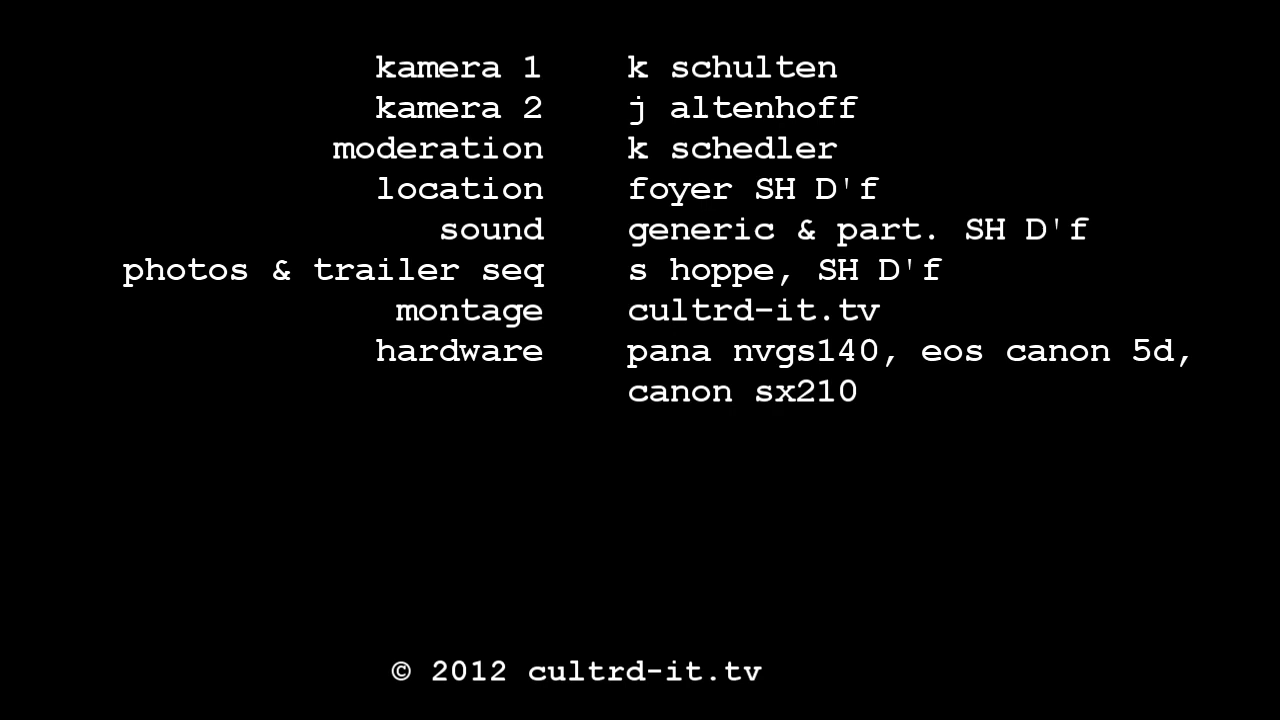 kamera 1 k schulten
kamera 2 j altenhoff
moderation k schedler
location foyer SH D'f
sound generic & part. SH D'f
photos & trailer seq s hoppe, SH D'f
montage cultrd-it.tv
hardware pana nvgs140, eos canon 5d,
canon sx210
© 2012 cultrd-it.tv